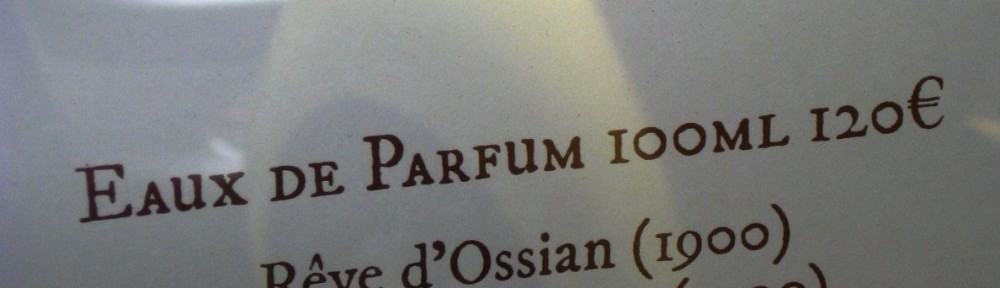 Eaux de Parfum 100ml 120€
Rêve d'Ossian (1900)